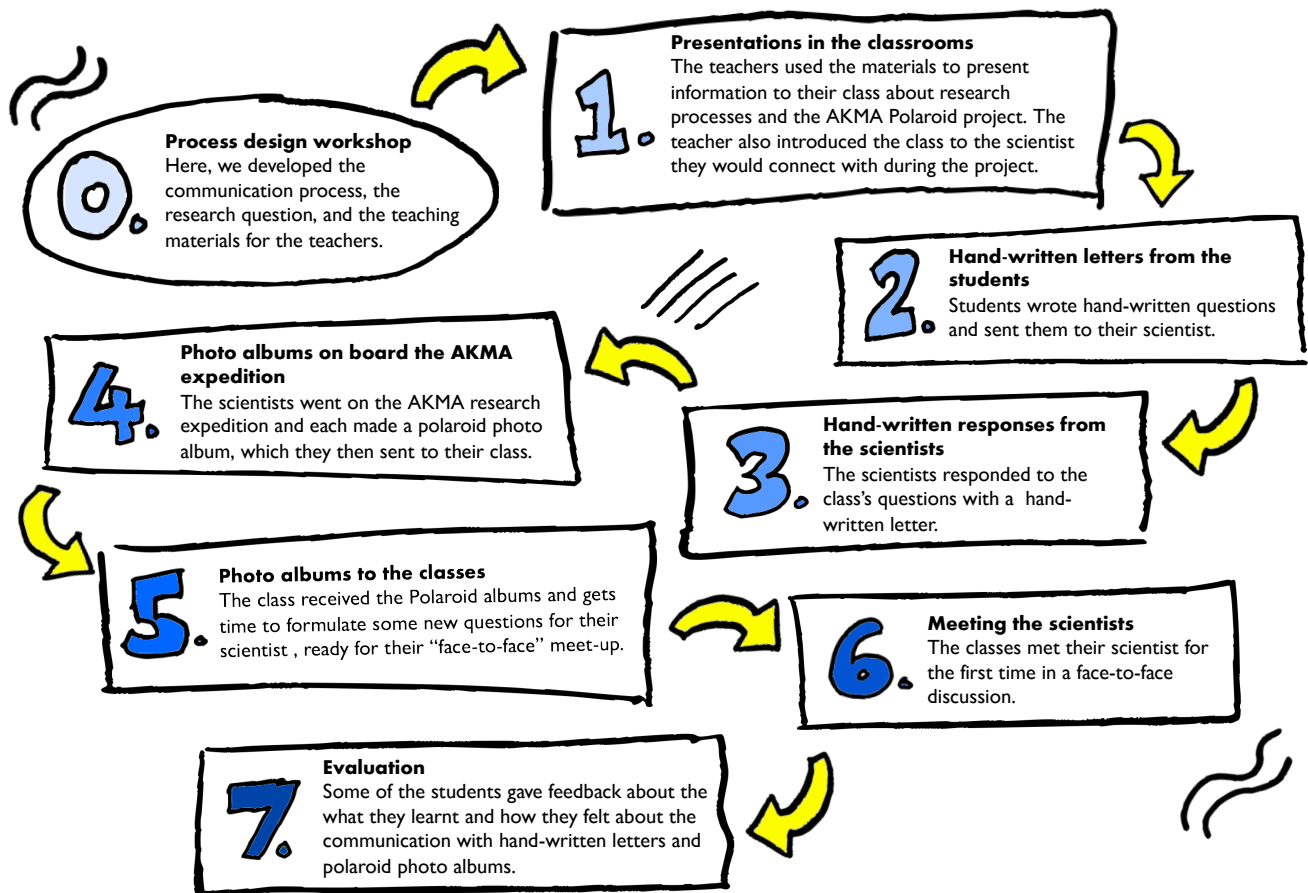 0.
Process design workshop
Here, we developed the
communication process, the
research question, and the teaching
materials for the teachers.
1.
Presentations in the classrooms
The teachers used the materials to present
information to their class about research
processes and the AKMA Polaroid project. The
teacher also introduced the class to the scientist
they would connect with during the project.
2.
Hand-written letters from the
students
Students wrote hand-written questions
and sent them to their scientist.
3.
Hand-written responses from
the scientists
The scientists responded to the
class’s questions with a  hand-
written letter.
4.
Photo albums on board the AKMA
expedition
The scientists went on the AKMA research
expedition and each made a polaroid photo
album, which they then sent to their class.
5.
Photo albums to the classes
The class received the Polaroid albums and gets
time to formulate some new questions for their
scientist , ready for their “face-to-face” meet-up.
6.
Meeting the scientists
The classes met their scientist for
the first time in a face-to-face
discussion.
7.
Evaluation
Some of the students gave feedback about the
what they learnt and how they felt about the
communication with hand-written letters and
polaroid photo albums.